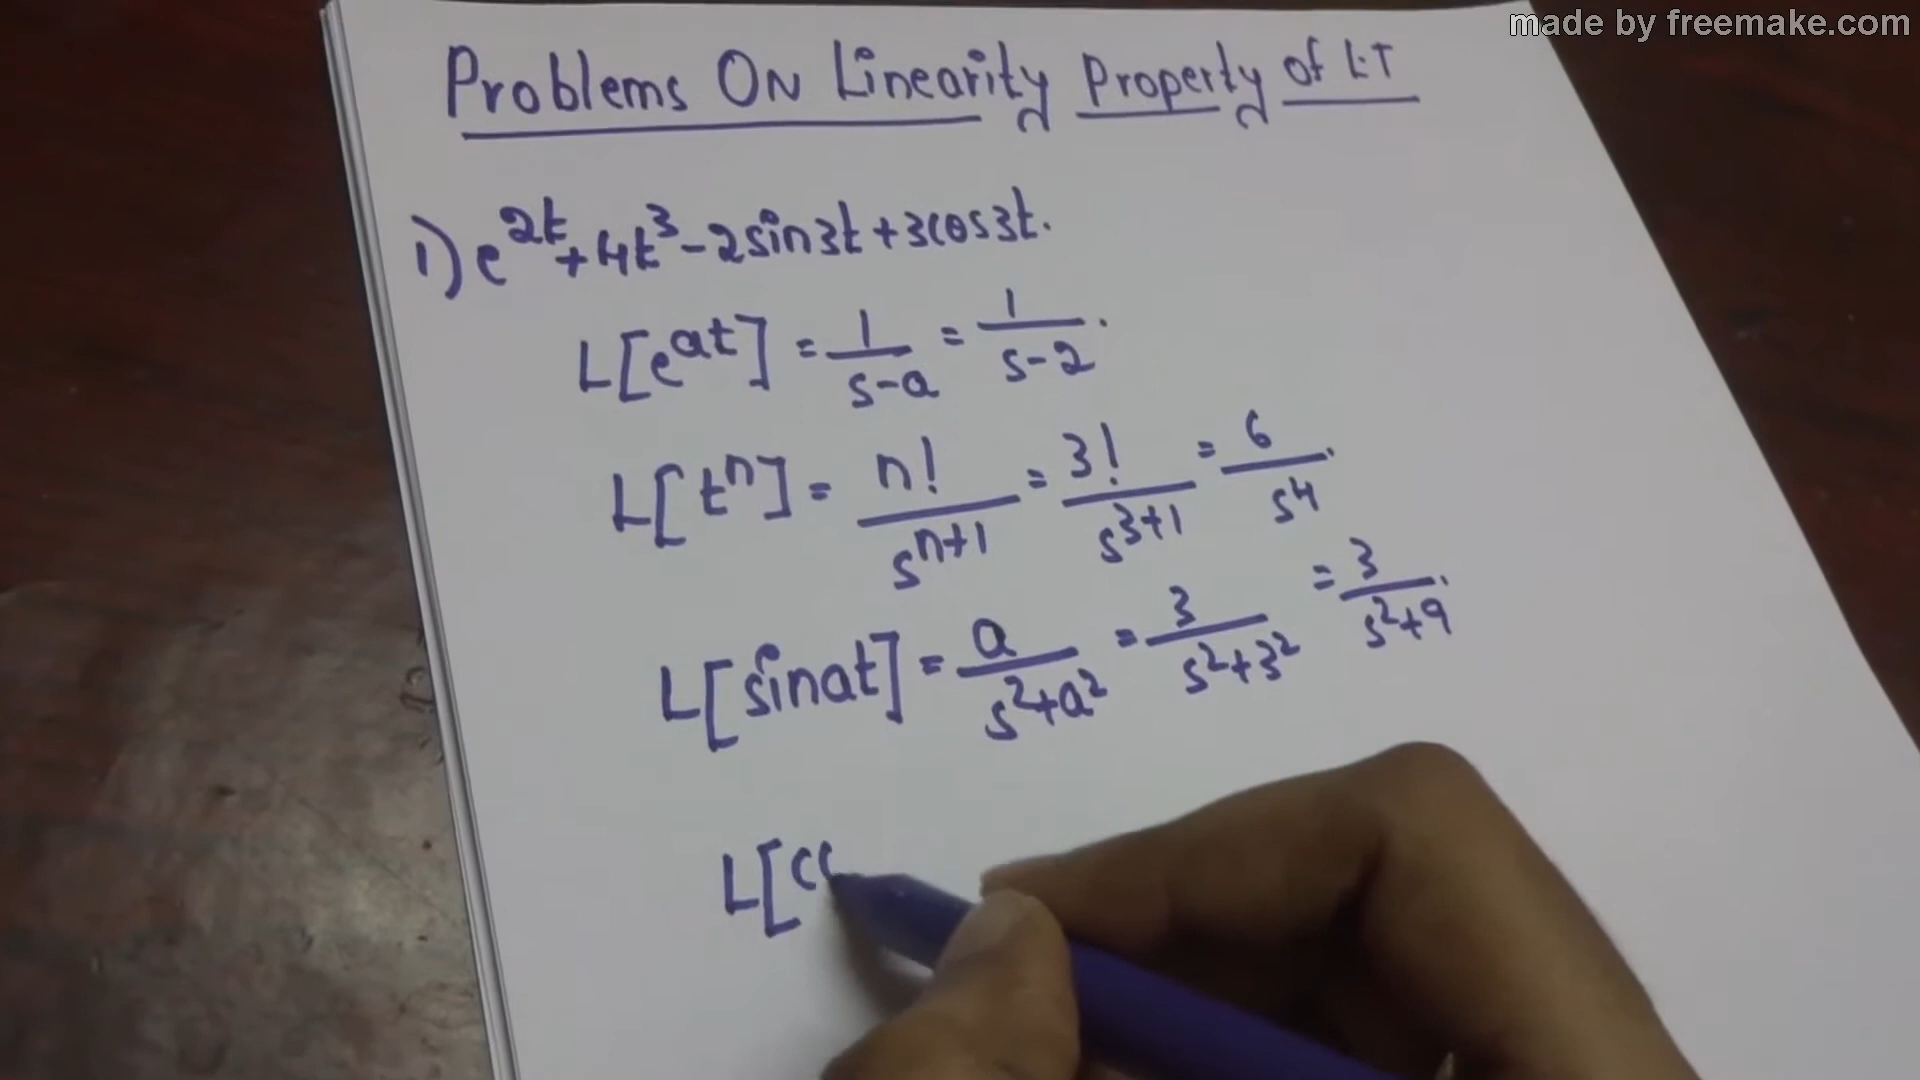 made by freemake.com
Problems ON Linearity Property of L.T
1) e^2t + 4t^3 - 2sin3t + 3cos3t.
L[e^at] = 1/(s-a) = 1/(s-2).
L[t^n] = n!/s^(n+1) = 3!/s^(3+1) = 6/s^4.
L[sinat] = a/(s^2+a^2) = 3/(s^2+3^2) = 3/(s^2+9).
L[co